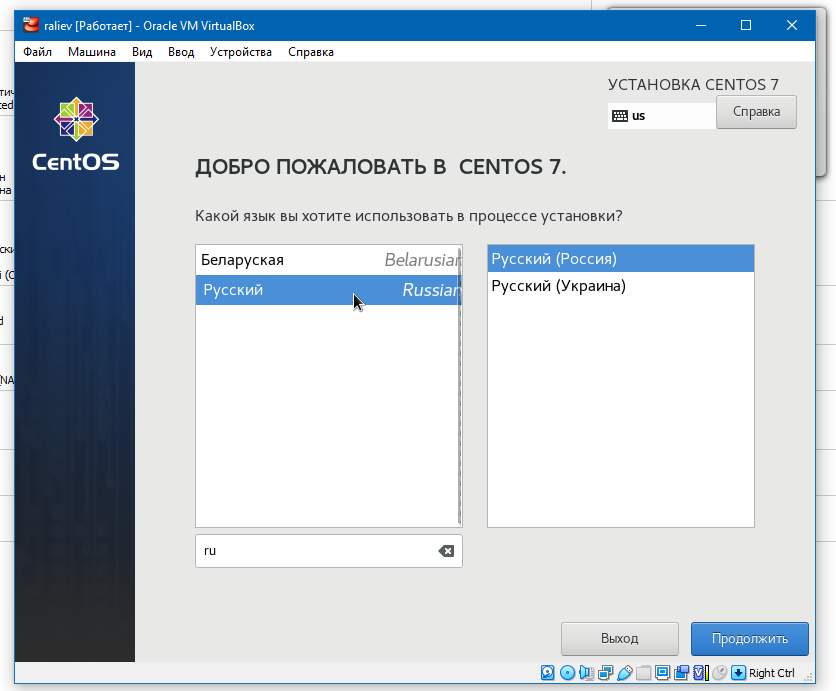 raliev [Работает] - Oracle VM VirtualBox
Файл Машина Вид Ввод Устройства Справка
CentOS
УСТАНОВКА CENTOS 7
us
Справка
ДОБРО ПОЖАЛОВАТЬ В CENTOS 7.
Какой язык вы хотите использовать в процессе установки?
Беларуская Belarusian
Русский Russian
Русский (Россия)
Русский (Украина)
ru
Выход
Продолжить
Right Ctrl